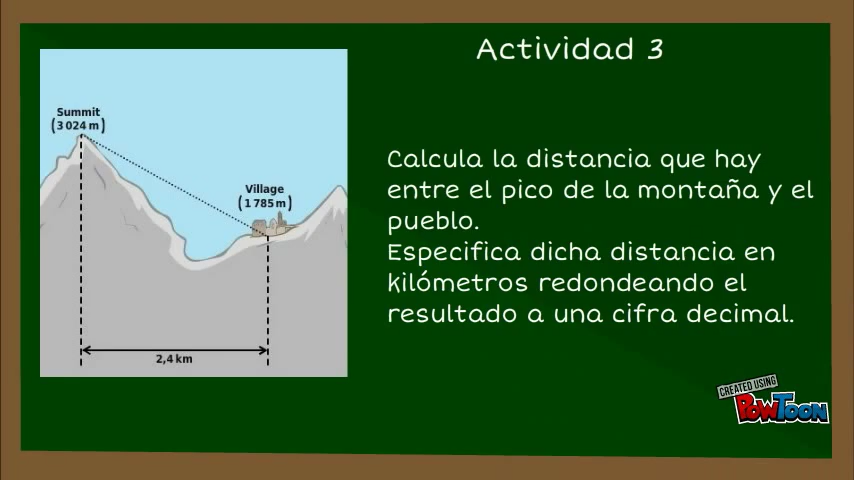 Actividad 3
Summit
(3 024 m)
Village
(1 785 m)
2,4 km
Calcula la distancia que hay
entre el pico de la montaña y el
pueblo.
Especifica dicha distancia en
kilómetros redondeando el
resultado a una cifra decimal.
CREATED USING
POWTOON